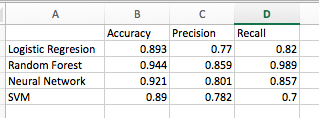 A B C D
Accuracy Precision Recall
Logistic Regresion 0.893 0.77 0.82
Random Forest 0.944 0.859 0.989
Neural Network 0.921 0.801 0.857
SVM 0.89 0.782 0.7